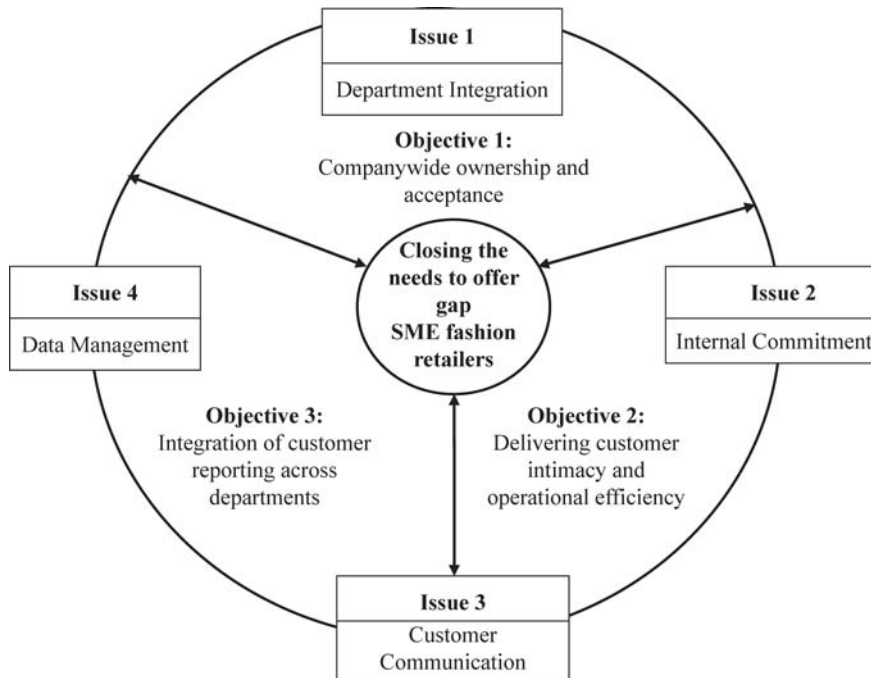 Issue 1
Department Integration
Objective 1:
Companywide ownership and
acceptance
Closing the
needs to offer
gap
SME fashion
retailers
Issue 4
Data Management
Issue 2
Internal Commitment
Objective 3:
Integration of customer
reporting across
departments
Objective 2:
Delivering customer
intimacy and
operational efficiency
Issue 3
Customer
Communication